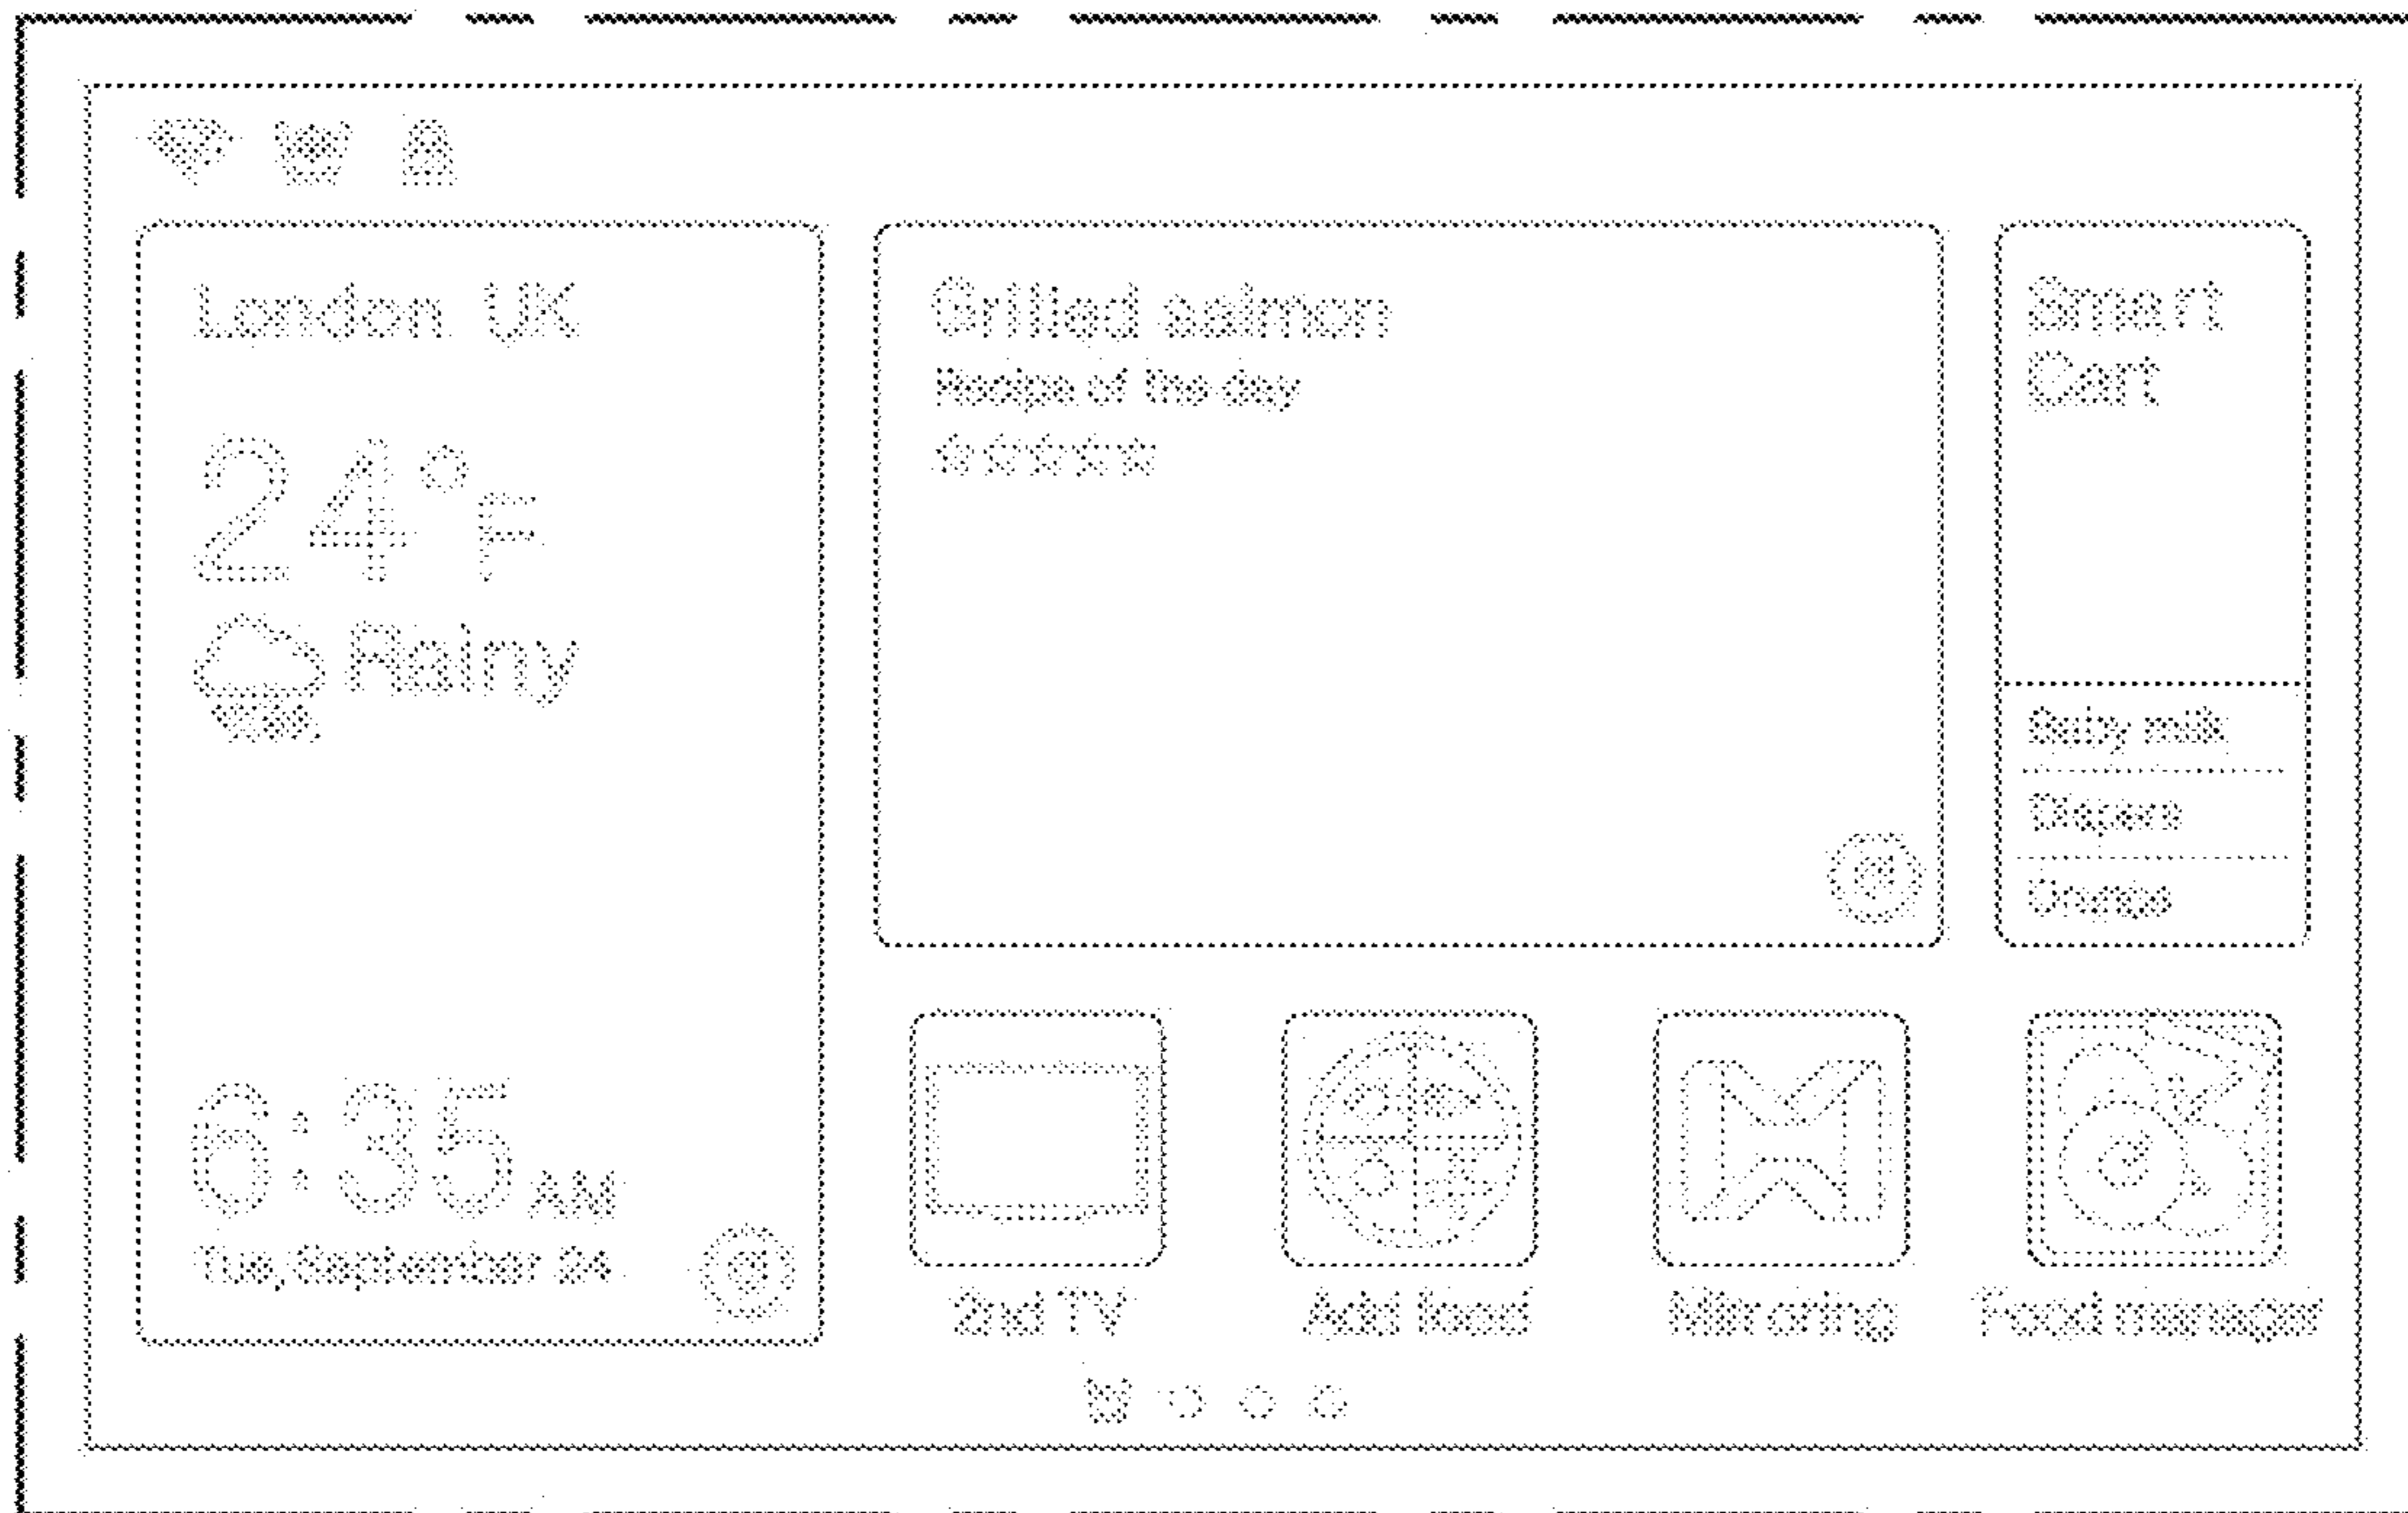 London UK
24°F
Rainy
6:35 AM
Tue, September 24
Grilled salmon
Recipe of the day
Smart
Cart
Baby milk
Diapers
Orange
2nd TV
Add food
Mirroring
Food manager